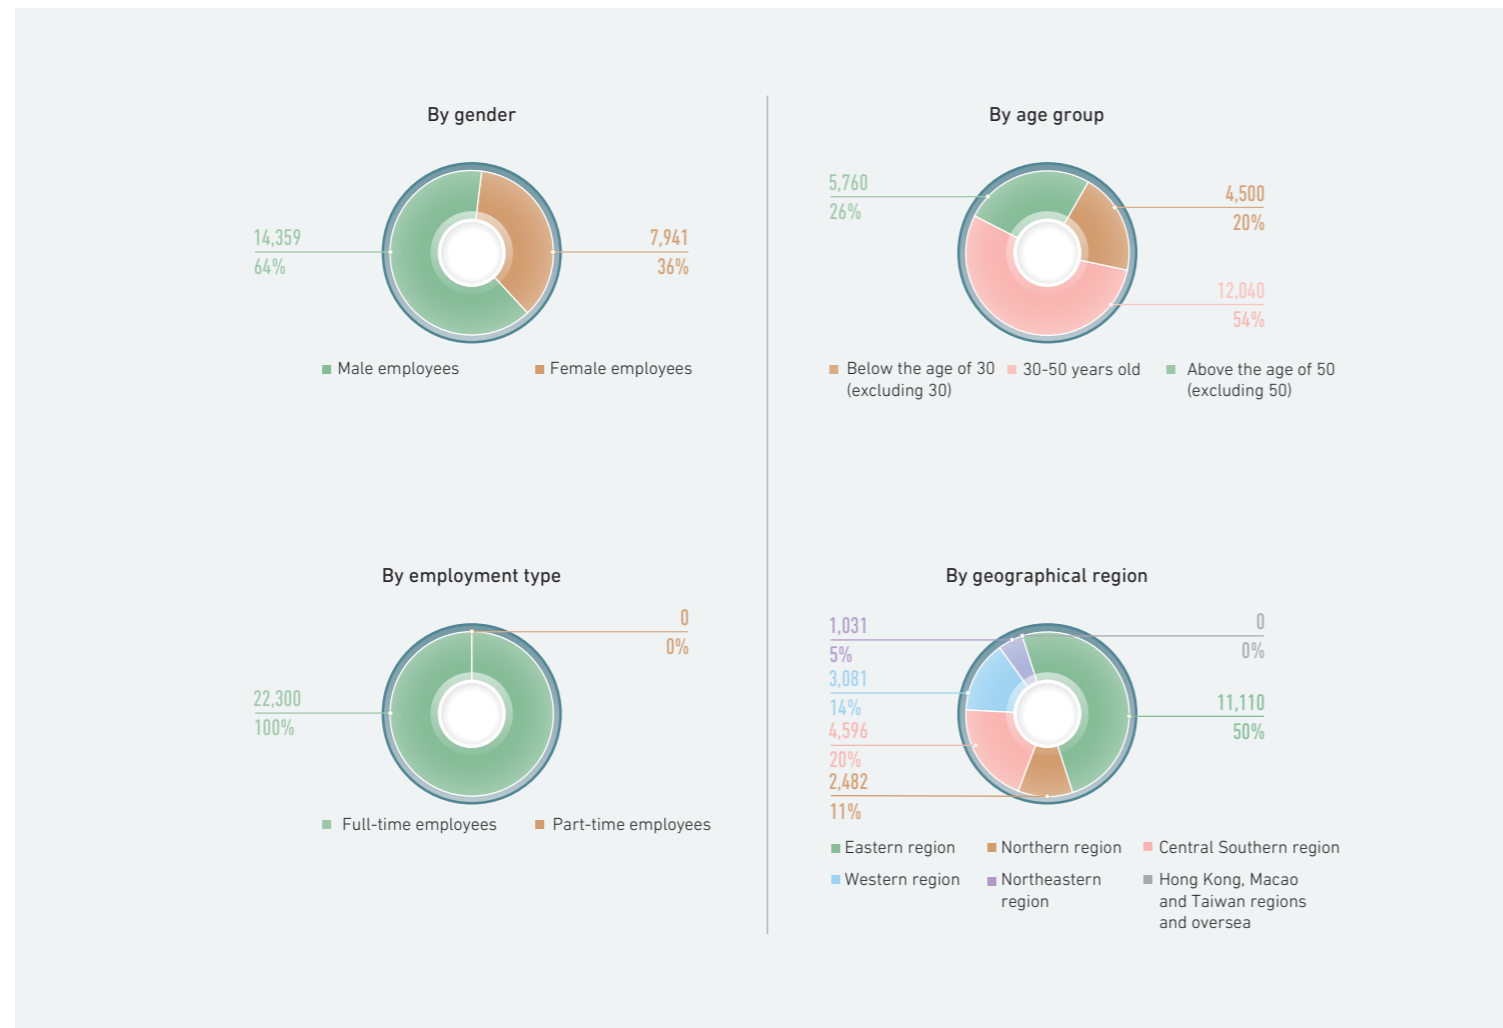 By gender
14,359
64%
7,941
36%
Male employees
Female employees
By age group
5,760
26%
4,500
20%
12,040
54%
Below the age of 30
(excluding 30)
30-50 years old
Above the age of 50
(excluding 50)
By employment type
0
0%
22,300
100%
Full-time employees
Part-time employees
By geographical region
1,031
5%
3,081
14%
4,596
20%
2,482
11%
0
0%
11,110
50%
Eastern region
Northern region
Central Southern region
Western region
Northeastern
region
Hong Kong, Macao
and Taiwan regions
and oversea